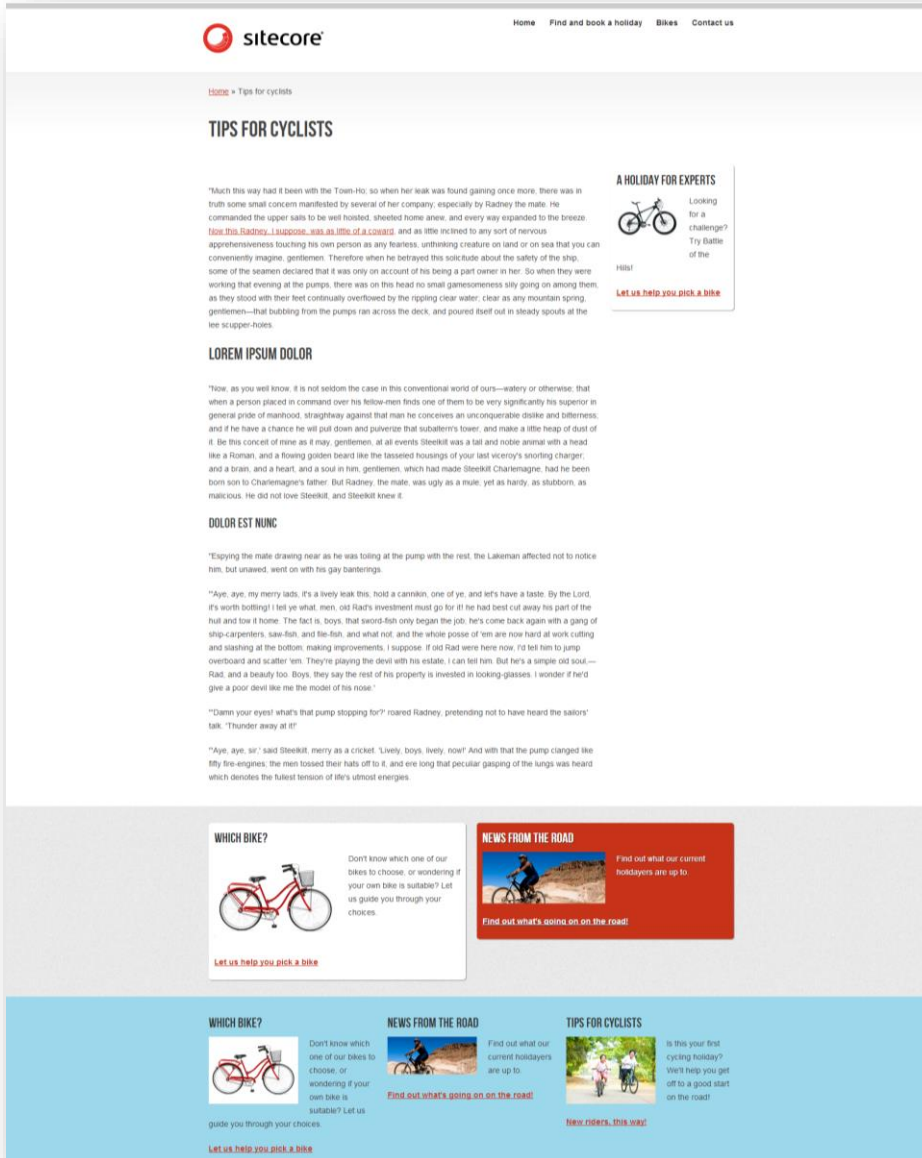 sitecore
Home Find and book a holiday Bikes Contact us
Home » Tips for cyclists
TIPS FOR CYCLISTS
"Much this way had it been with the Town-Ho; so when her leak was found gaining once more, there was in
truth some small concern manifested by several of her company; especially by Radney the mate. He
commanded the upper sails to be well hoisted, sheeted home anew, and every way expanded to the breeze.
Now this Radney, I suppose, was as little of a coward, and as little inclined to any sort of nervous
apprehensiveness touching his own person as any fearless, unthinking creature on land or on sea that you can
conveniently imagine, gentlemen. Therefore when he betrayed this solicitude about the safety of the ship,
some of the seamen declared that it was only on account of his being a part owner in her. So when they were
working that evening at the pumps, there was on this head no small gamesomeness slily going on among them,
as they stood with their feet continually overflowed by the rippling clear water; clear as any mountain spring,
gentlemen—that bubbling from the pumps ran across the deck, and poured itself out in steady spouts at the
lee scupper-holes.
A HOLIDAY FOR EXPERTS
Looking
for a
challenge?
Try Battle
of the
Hills!
Let us help you pick a bike
LOREM IPSUM DOLOR
"Now, as you well know, it is not seldom the case in this conventional world of ours—watery or otherwise; that
when a person placed in command over his fellow-men finds one of them to be very significantly his superior in
general pride of manhood, straightway against that man he conceives an unconquerable dislike and bitterness;
and if he have a chance he will pull down and pulverize that subaltern's tower, and make a little heap of dust of
it. Be this conceit of mine as it may, gentlemen, at all events Steelkilt was a tall and noble animal with a head
like a Roman, and a flowing golden beard like the tasseled housings of your last viceroy's snorting charger;
and a brain, and a heart, and a soul in him, gentlemen, which had made Steelkilt Charlemagne, had he been
born son to Charlemagne's father. But Radney, the mate, was ugly as a mule; yet as hardy, as stubborn, as
malicious. He did not love Steelkilt, and Steelkilt knew it.
DOLOR EST NUNC
"Espying the mate drawing near as he was toiling at the pump with the rest, the Lakeman affected not to notice
him, but unawed, went on with his gay banterings.
"'Aye, aye, my merry lads, it's a lively leak this; hold a cannikin, one of ye, and let's have a taste. By the Lord,
it's worth bottling! I tell ye what, men, old Rad's investment must go for it! he had best cut away his part of the
hull and tow it home. The fact is, boys, that sword-fish only began the job; he's come back again with a gang of
ship-carpenters, saw-fish, and file-fish, and what not; and the whole posse of 'em are now hard at work cutting
and slashing at the bottom; making improvements, I suppose. If old Rad were here now, I'd tell him to jump
overboard and scatter 'em. They're playing the devil with his estate, I can tell him. But he's a simple old soul,—
Rad, and a beauty too. Boys, they say the rest of his property is invested in looking-glasses. I wonder if he'd
give a poor devil like me the model of his nose.'
"'Damn your eyes! what's that pump stopping for?' roared Radney, pretending not to have heard the sailors'
talk. 'Thunder away at it!'
"'Aye, aye, sir,' said Steelkilt, merry as a cricket. 'Lively, boys, lively, now!' And with that the pump clanged like
fifty fire-engines; the men tossed their hats off to it, and ere long that peculiar gasping of the lungs was heard
which denotes the fullest tension of life's utmost energies.
WHICH BIKE?
Don't know which one of our
bikes to choose, or wondering if
your own bike is suitable? Let
us guide you through your
choices.
Let us help you pick a bike
NEWS FROM THE ROAD
Find out what our current
holidayers are up to.
Find out what's going on on the road!
WHICH BIKE?
Don't know which
one of our bikes to
choose, or
wondering if your
own bike is
suitable? Let us
guide you through your choices.
Let us help you pick a bike
NEWS FROM THE ROAD
Find out what our
current holidayers
are up to.
Find out what's going on on the road!
TIPS FOR CYCLISTS
Is this your first
cycling holiday?
We'll help you get
off to a good start
on the road!
New riders, this way!